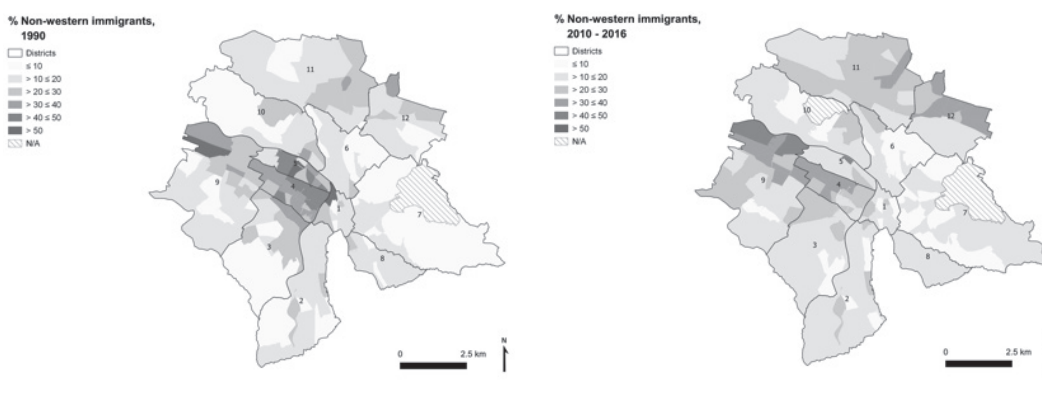 % Non-western immigrants,
1990
Districts
≤ 10
> 10 ≤ 20
> 20 ≤ 30
> 30 ≤ 40
> 40 ≤ 50
> 50
N/A
11
10
12
6
5
4
9
1
7
3
8
2
0 2.5 km
N
% Non-western immigrants,
2010 - 2016
Districts
≤ 10
> 10 ≤ 20
> 20 ≤ 30
> 30 ≤ 40
> 40 ≤ 50
> 50
N/A
11
10
12
6
5
4
9
1
7
3
8
2
0 2.5 km